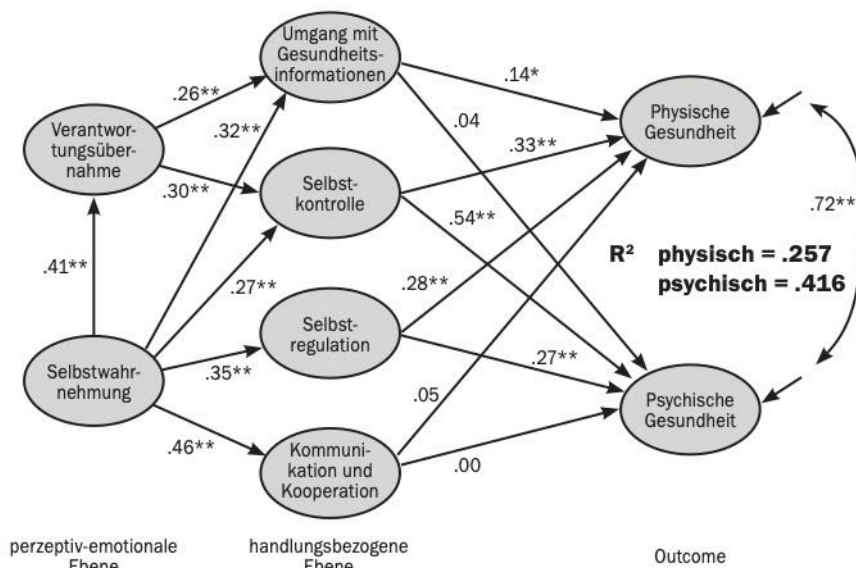 Umgang mit
Gesundheits-
informationen
.26**
.14*
Verantwor-
tungsüber-
nahme
.32**
.04
Physische
Gesundheit
.30**
Selbst-
kontrolle
.33**
.54**
.72**
.41**
.27**
R² physisch = .257
psychisch = .416
.28**
Selbst-
regulation
Selbstwahr-
nehmung
.35**
.27**
.05
Psychische
Gesundheit
.46**
Kommuni-
kation und
Kooperation
.00
perzeptiv-emotionale
Ebene
handlungsbezogene
Ebene
Outcome